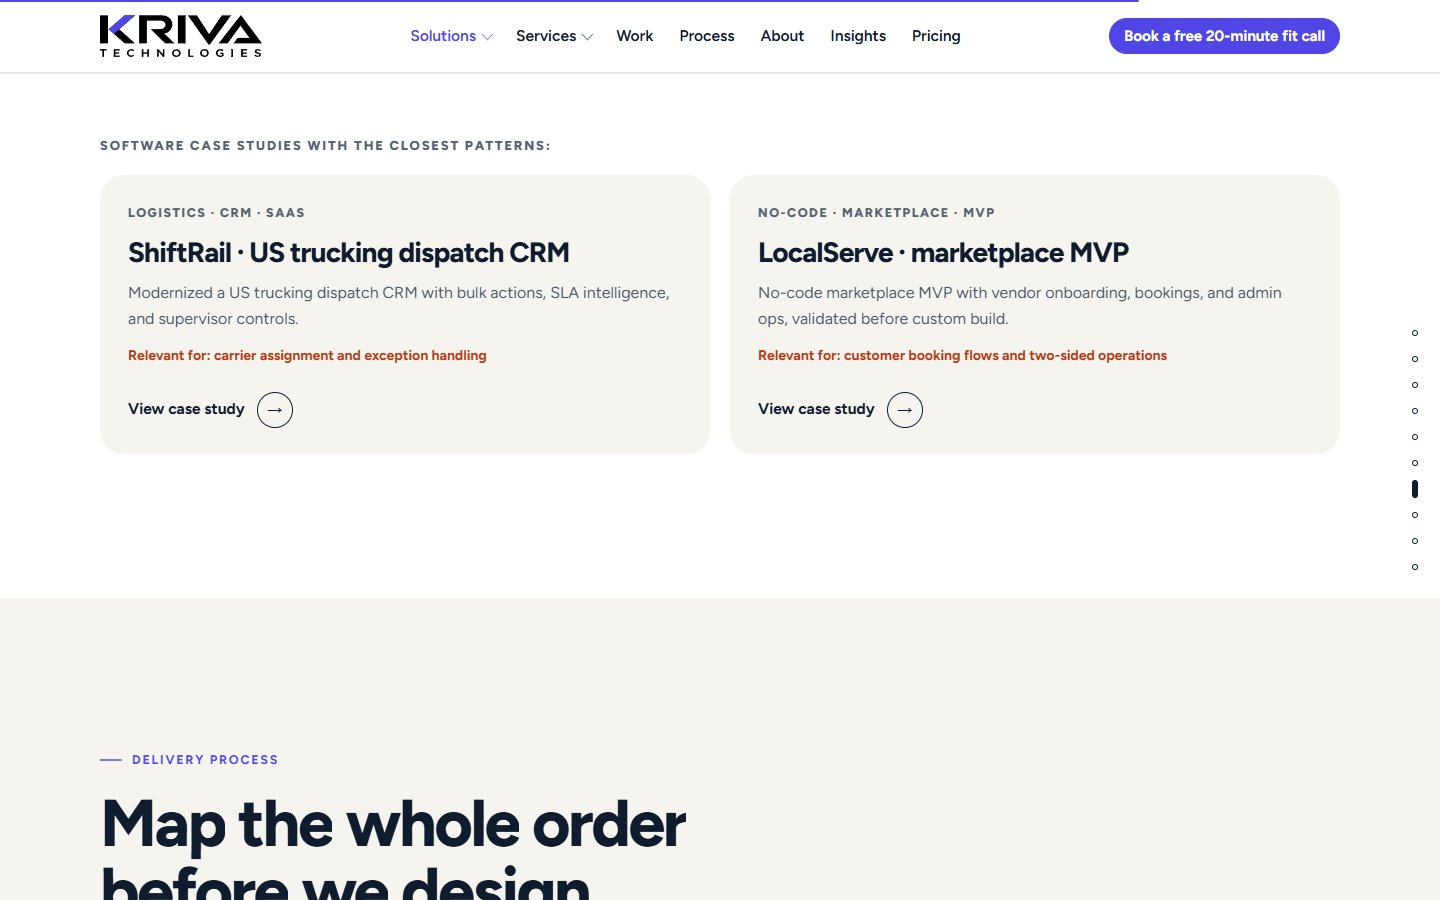 KRIVA
TECHNOLOGIES
Solutions
Services
Work
Process
About
Insights
Pricing
Book a free 20-minute fit call
SOFTWARE CASE STUDIES WITH THE CLOSEST PATTERNS:
LOGISTICS · CRM · SAAS
ShiftRail · US trucking dispatch CRM
Modernized a US trucking dispatch CRM with bulk actions, SLA intelligence,
and supervisor controls.
Relevant for: carrier assignment and exception handling
View case study →
NO-CODE · MARKETPLACE · MVP
LocalServe · marketplace MVP
No-code marketplace MVP with vendor onboarding, bookings, and admin
ops, validated before custom build.
Relevant for: customer booking flows and two-sided operations
View case study →
DELIVERY PROCESS
Map the whole order
before we design